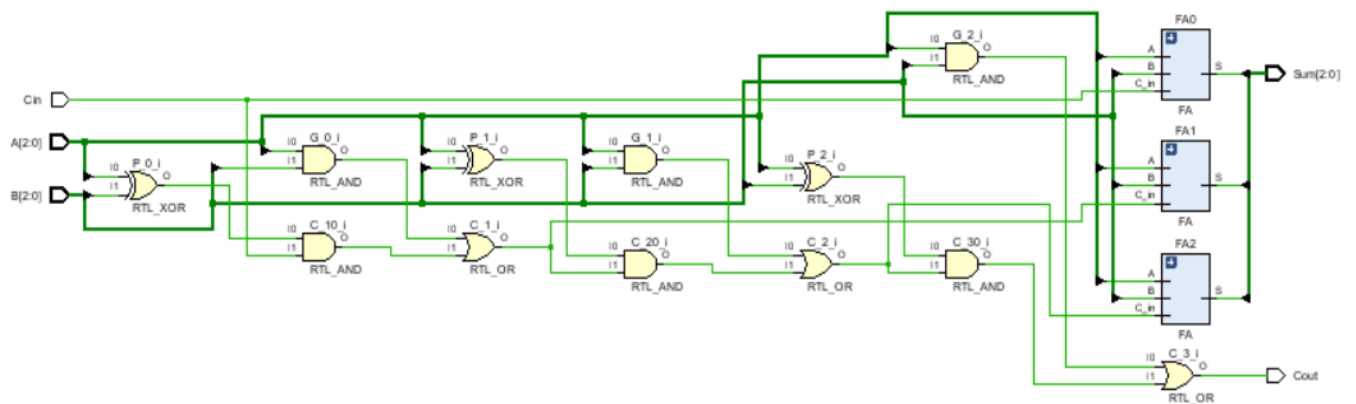 FA0
G_2_i
I0
O
I1
RTL_AND
A
B
S
C_in
FA
Sum[2:0]
Cin
A[2:0]
B[2:0]
P_0_i
I0
O
I1
RTL_XOR
G_0_i
I0
O
I1
RTL_AND
P_1_i
I0
O
I1
RTL_XOR
G_1_i
I0
O
I1
RTL_AND
P_2_i
I0
O
I1
RTL_XOR
FA1
A
B
S
C_in
FA
C_10_i
I0
O
I1
RTL_AND
C_1_i
I0
O
I1
RTL_OR
C_20_i
I0
O
I1
RTL_AND
C_2_i
I0
O
I1
RTL_OR
C_30_i
I0
O
I1
RTL_AND
FA2
A
B
S
C_in
FA
C_3_i
I0
O
I1
RTL_OR
Cout